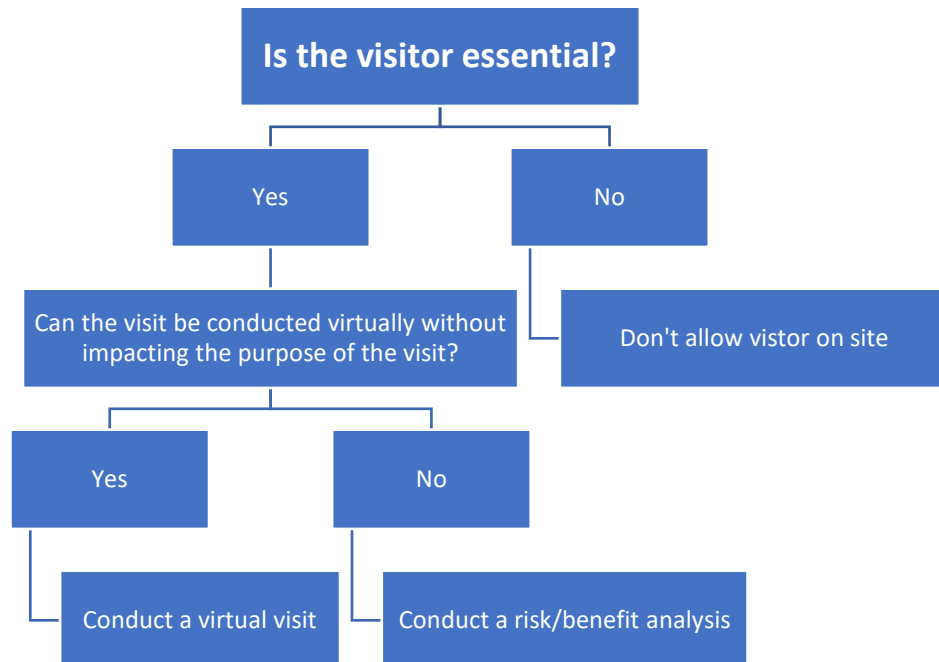 Is the visitor essential?
Yes
No
Can the visit be conducted virtually without
impacting the purpose of the visit?
Don't allow vistor on site
Yes
No
Conduct a virtual visit
Conduct a risk/benefit analysis